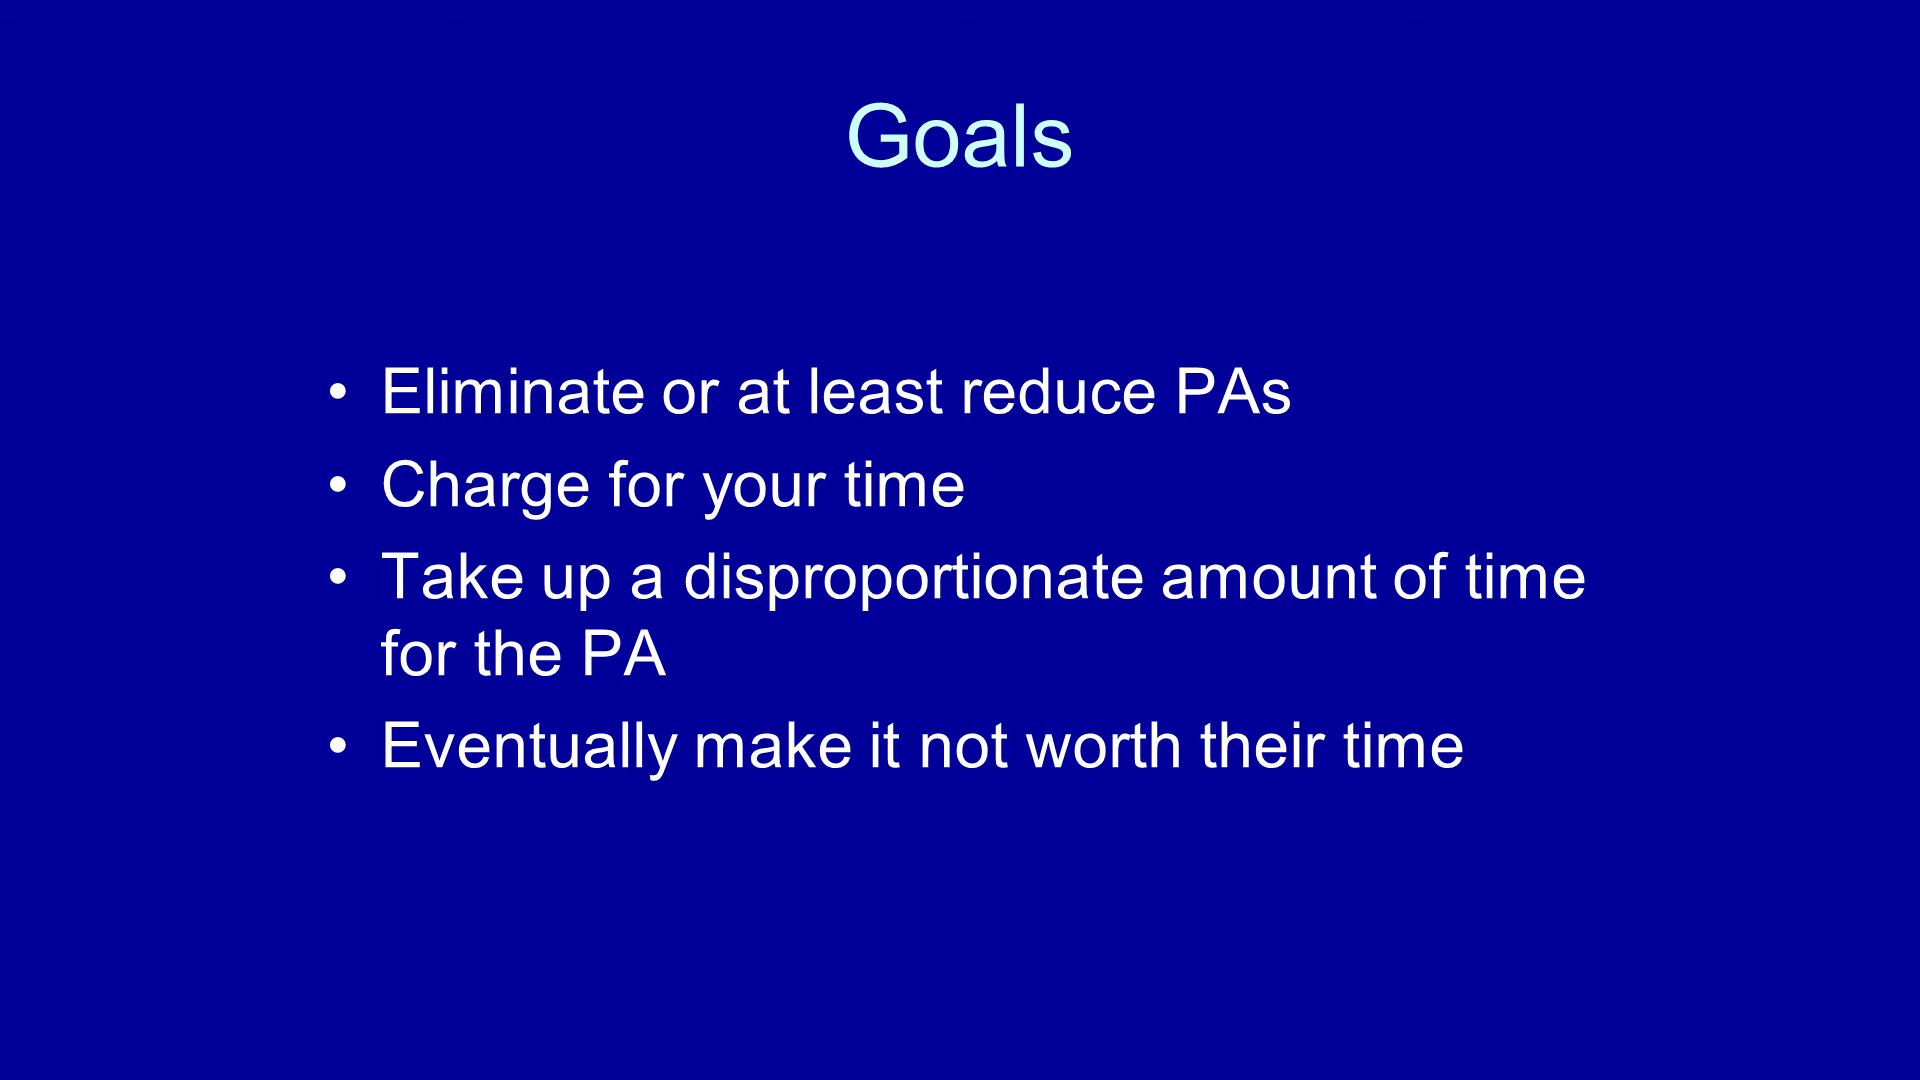 Goals
• Eliminate or at least reduce PAs
• Charge for your time
• Take up a disproportionate amount of time
for the PA
• Eventually make it not worth their time